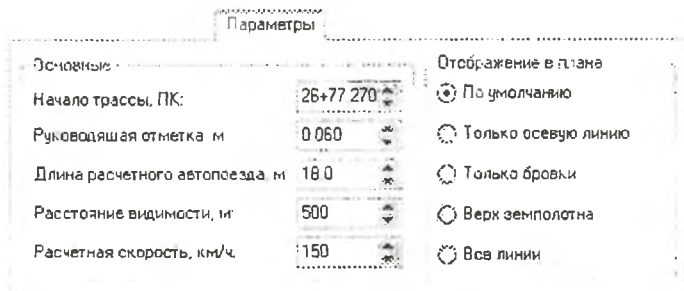 Параметры
Основные
Отображение в плане
Начало трассы, ПК: 26+77.270
По умолчанию
Руководящая отметка м 0.060
Только осевую линию
Длина расчетного автопоезда, м 18.0
Только бровки
Расстояние видимости, м: 500
Верх земполотна
Расчетная скорость, км/ч. 150
Все линии